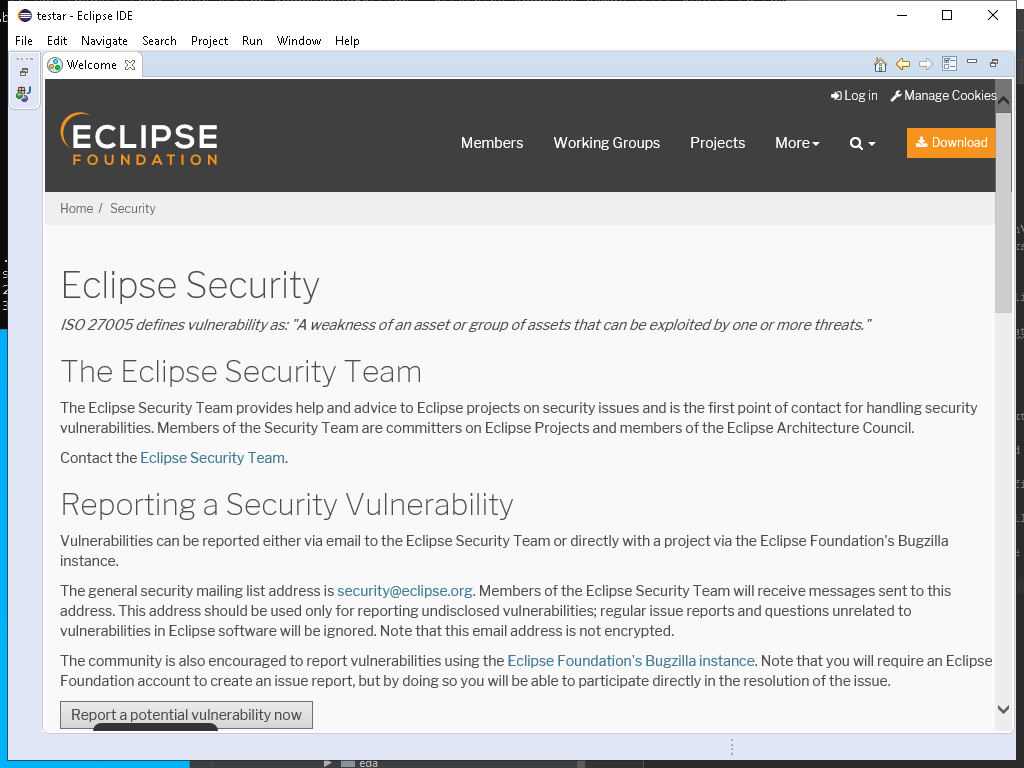 testar - Eclipse IDE
File Edit Navigate Search Project Run Window Help
Welcome
Log in Manage Cookies
ECLIPSE
FOUNDATION
Members Working Groups Projects More Download
Home / Security
Eclipse Security
ISO 27005 defines vulnerability as: "A weakness of an asset or group of assets that can be exploited by one or more threats."
The Eclipse Security Team
The Eclipse Security Team provides help and advice to Eclipse projects on security issues and is the first point of contact for handling security
vulnerabilities. Members of the Security Team are committers on Eclipse Projects and members of the Eclipse Architecture Council.
Contact the Eclipse Security Team.
Reporting a Security Vulnerability
Vulnerabilities can be reported either via email to the Eclipse Security Team or directly with a project via the Eclipse Foundation's Bugzilla
instance.
The general security mailing list address is security@eclipse.org. Members of the Eclipse Security Team will receive messages sent to this
address. This address should be used only for reporting undisclosed vulnerabilities; regular issue reports and questions unrelated to
vulnerabilities in Eclipse software will be ignored. Note that this email address is not encrypted.
The community is also encouraged to report vulnerabilities using the Eclipse Foundation's Bugzilla instance. Note that you will require an Eclipse
Foundation account to create an issue report, but by doing so you will be able to participate directly in the resolution of the issue.
Report a potential vulnerability now
eda